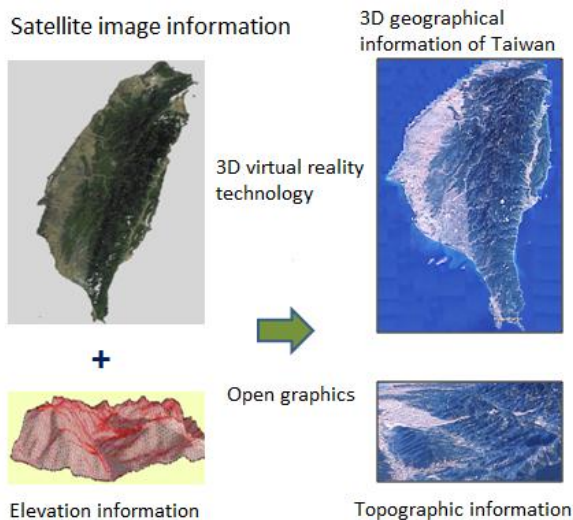 Satellite image information
3D geographical
information of Taiwan
3D virtual reality
technology
+
Open graphics
Elevation information
Topographic information